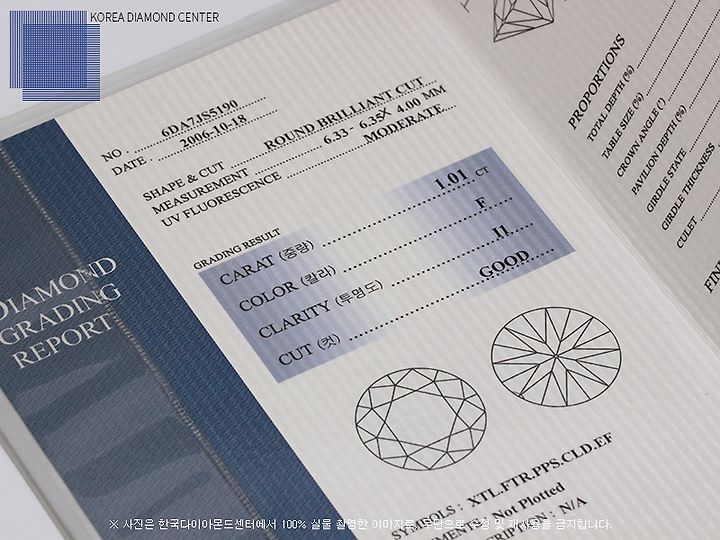 KOREA DIAMOND CENTER
NO. 6DA7JS5190
DATE. 2006-10-18
SHAPE & CUT ROUND BRILLIANT CUT
MEASUREMENT 6.33 - 6.35X 4.00 MM
UV FLUORESCENCE MODERATE
GRADING RESULT
CARAT (중량) 1.01 CT
COLOR (칼라) F
CLARITY (투명도) I1
CUT (컷) GOOD
DIAMOND
GRADING
REPORT
SYMBOLS : XTL.FTR.PPS.CLD.EF
Not Plotted
: N/A
PROPORTIONS
TOTAL DEPTH (%)
TABLE SIZE (%)
CROWN ANGLE (°)
PAVILION DEPTH (%)
GIRDLE STATE
GIRDLE THICKNESS
CULET
※ 사진은 한국다이아몬드센터에서 100% 실물 촬영한 이미지로, 무단으로 수정 및 재사용을 금지합니다.